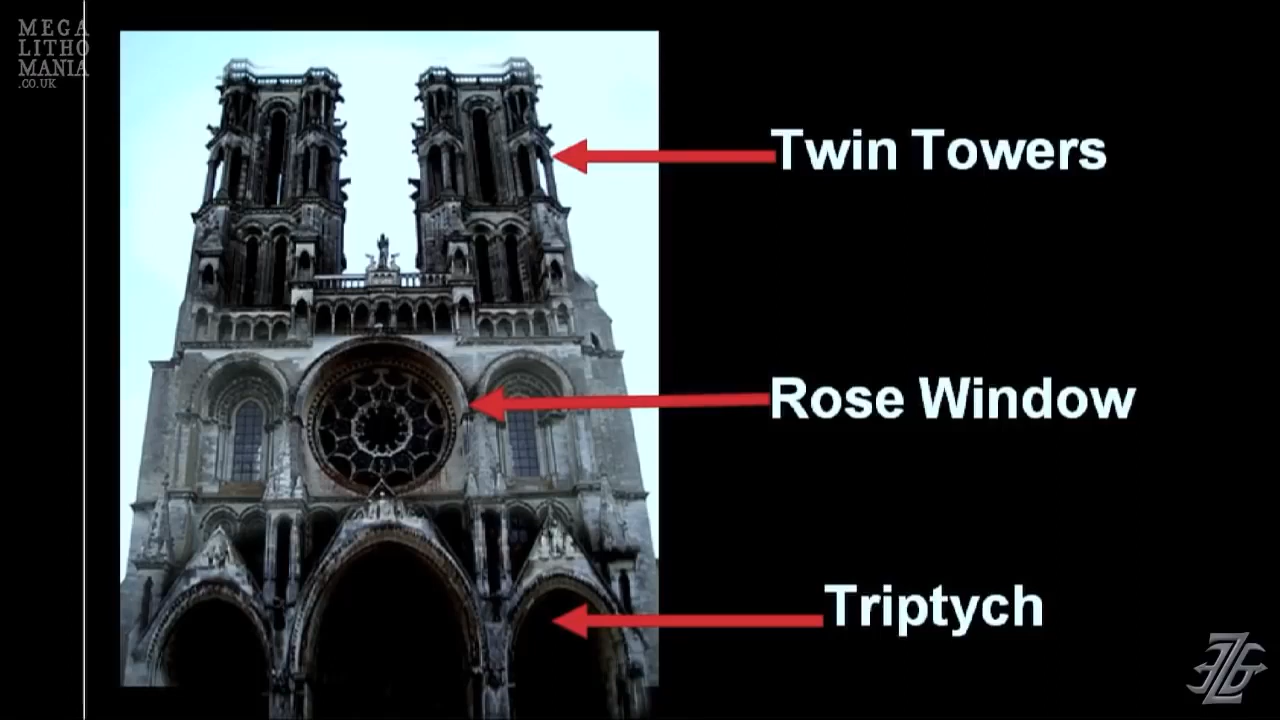 MEGA
LITHO
MANIA
.CO.UK
Twin Towers
Rose Window
Triptych